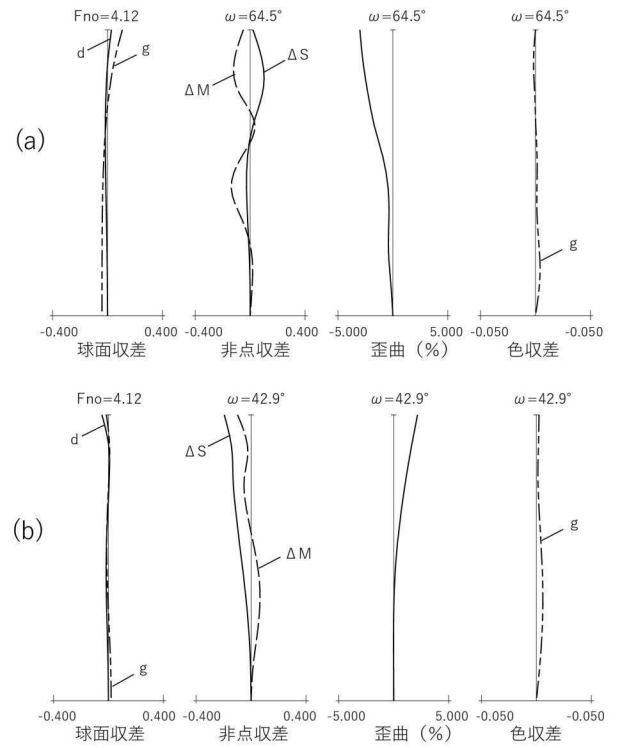 Fno=4.12 ω=64.5° ω=64.5° ω=64.5°
d g ΔM ΔS g
(a)
-0.400 0.400 -0.400 0.400 -5.000 5.000 -0.050 -0.050
球面収差 非点収差 歪曲（%） 色収差
Fno=4.12 ω=42.9° ω=42.9° ω=42.9°
d g ΔS ΔM g
(b)
-0.400 0.400 -0.400 0.400 -5.000 5.000 -0.050 0.050
球面収差 非点収差 歪曲（%） 色収差